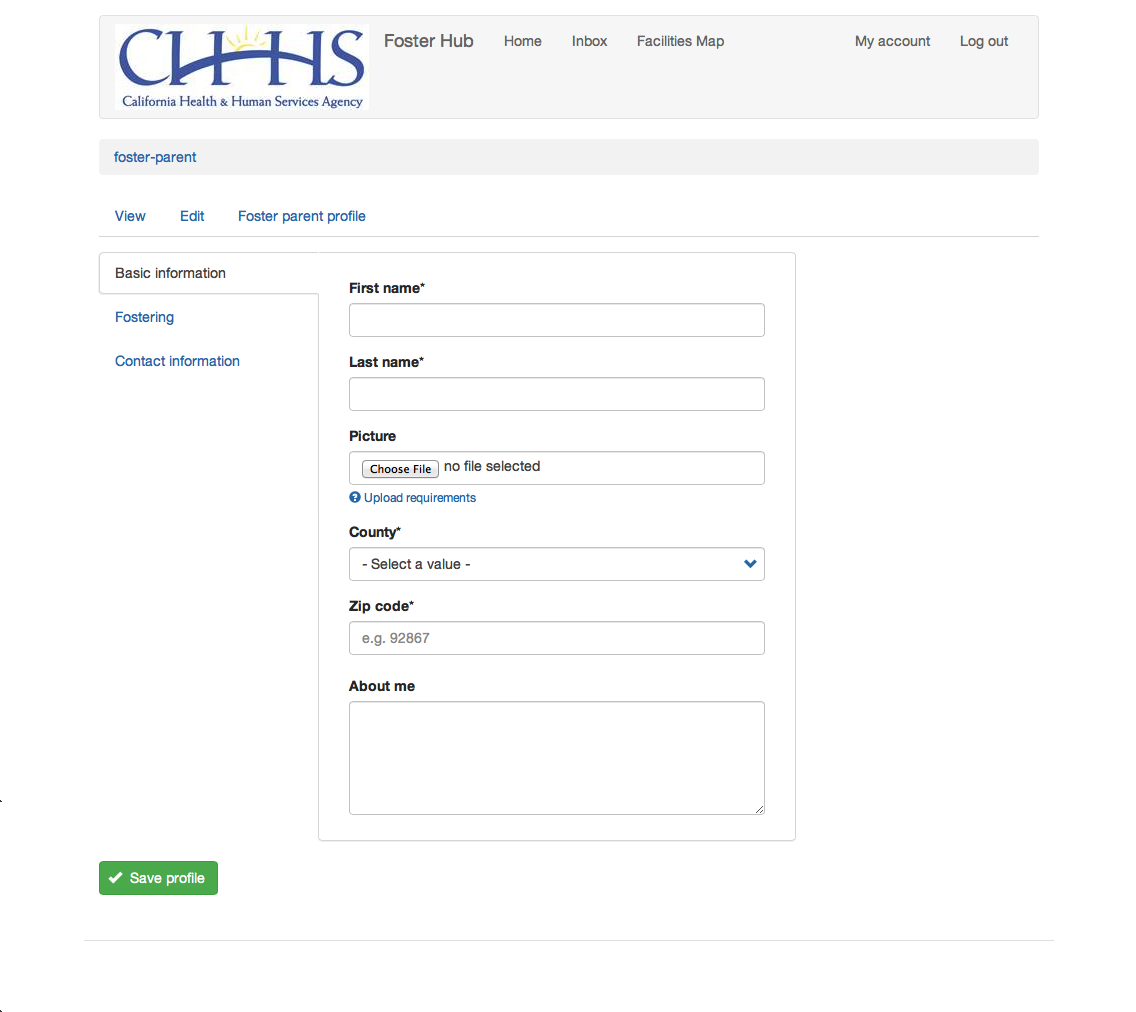 CHHS
California Health & Human Services Agency
Foster Hub Home Inbox Facilities Map My account Log out
foster-parent
View Edit Foster parent profile
Basic information
Fostering
Contact information
First name*
Last name*
Picture
Choose File no file selected
? Upload requirements
County*
- Select a value -
Zip code*
e.g. 92867
About me
Save profile